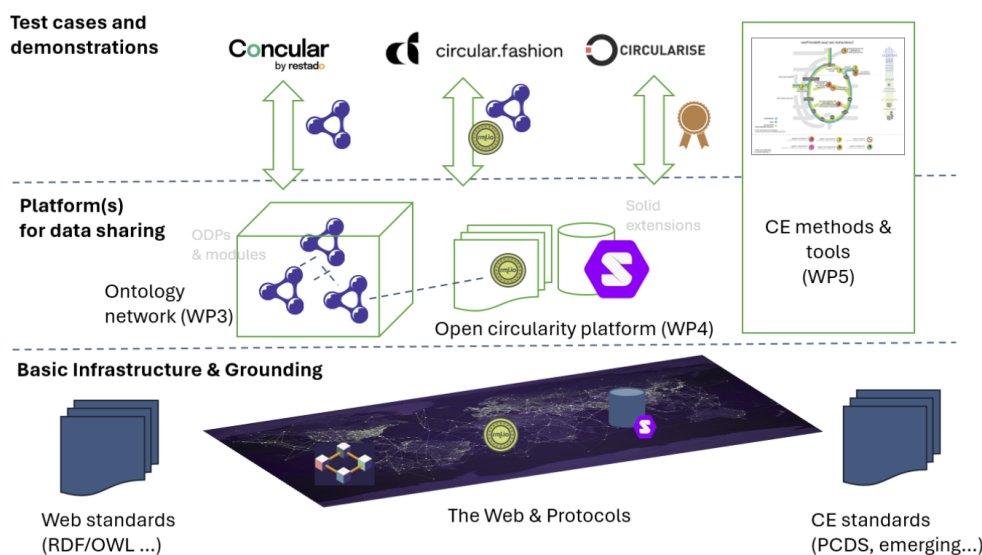 Test cases and
demonstrations
Concular
by restado
circular.fashion
CIRCULARISE
Platform(s)
for data sharing
ODPs
& modules
Solid
extensions
CE methods &
tools
(WP5)
Ontology
network (WP3)
Open circularity platform (WP4)
Basic Infrastructure & Grounding
Web standards
(RDF/OWL ...)
The Web & Protocols
CE standards
(PCDS, emerging...)